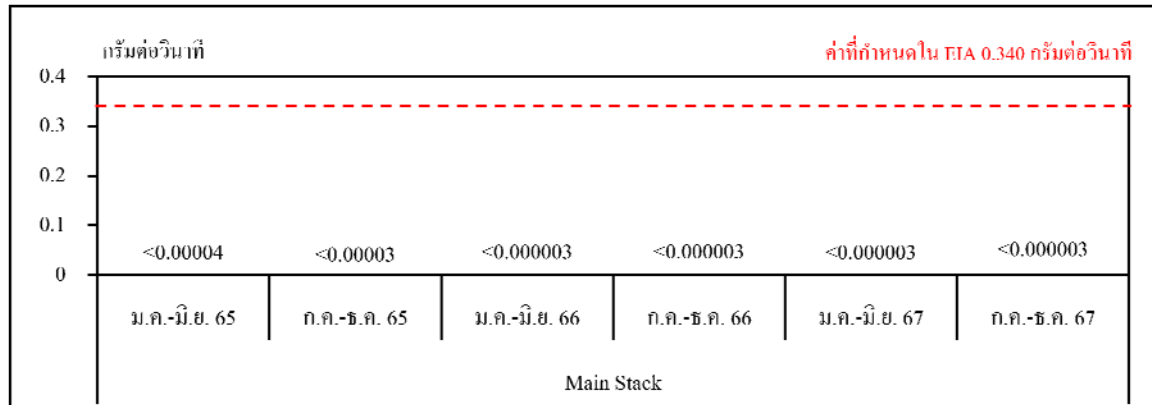 กรัมต่อวินาที
ค่าที่กำหนดใน EIA 0.340 กรัมต่อวินาที
0.4
0.3
0.2
0.1
0
<0.00004 <0.00003 <0.000003 <0.000003 <0.000003 <0.000003
ม.ค.-มิ.ย. 65 ก.ค.-ธ.ค. 65 ม.ค.-มิ.ย. 66 ก.ค.-ธ.ค. 66 ม.ค.-มิ.ย. 67 ก.ค.-ธ.ค. 67
Main Stack